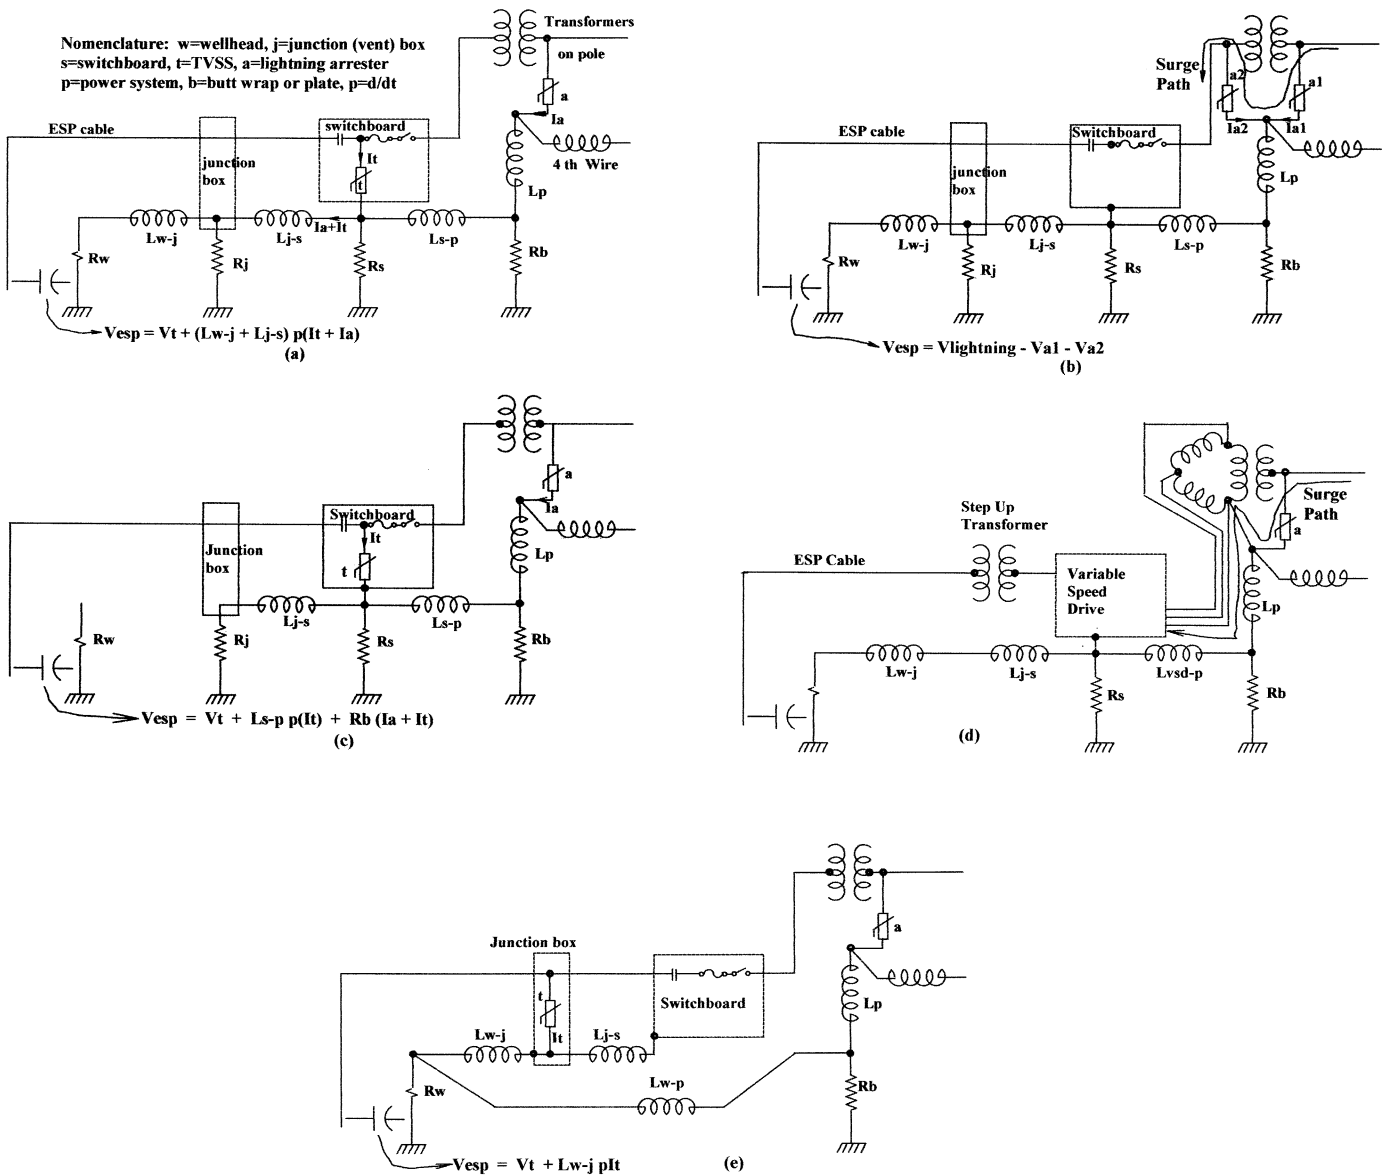 Nomenclature: w=wellhead, j=junction (vent) box
s=switchboard, t=TVSS, a=lightning arrester
p=power system, b=butt wrap or plate, p=d/dt
Transformers
on pole
a
Ia
ESP cable
switchboard
junction
box
It
t
4 th Wire
Lp
Ia+It
Lw-j
Lj-s
Ls-p
Rw
Rj
Rs
Rb
Vesp = Vt + (Lw-j + Lj-s) p(It + Ia)
(a)
Surge
Path
a2
a1
Ia2
Ia1
ESP cable
Switchboard
junction
box
Lp
Lw-j
Lj-s
Ls-p
Rw
Rj
Rs
Rb
Vesp = Vlightning - Va1 - Va2
(b)
a
Ia
Switchboard
It
Junction
box
t
Lp
Lj-s
Ls-p
Rw
Rj
Rs
Rb
Vesp = Vt + Ls-p p(It) + Rb (Ia + It)
(c)
Surge
Path
a
Step Up
Transformer
ESP Cable
Variable
Speed
Drive
Lp
Lw-j
Lj-s
Lvsd-p
Rs
Rb
(d)
a
Junction box
t
It
Switchboard
Lp
Lw-j
Lj-s
Lw-p
Rw
Rb
Vesp = Vt + Lw-j pIt
(e)